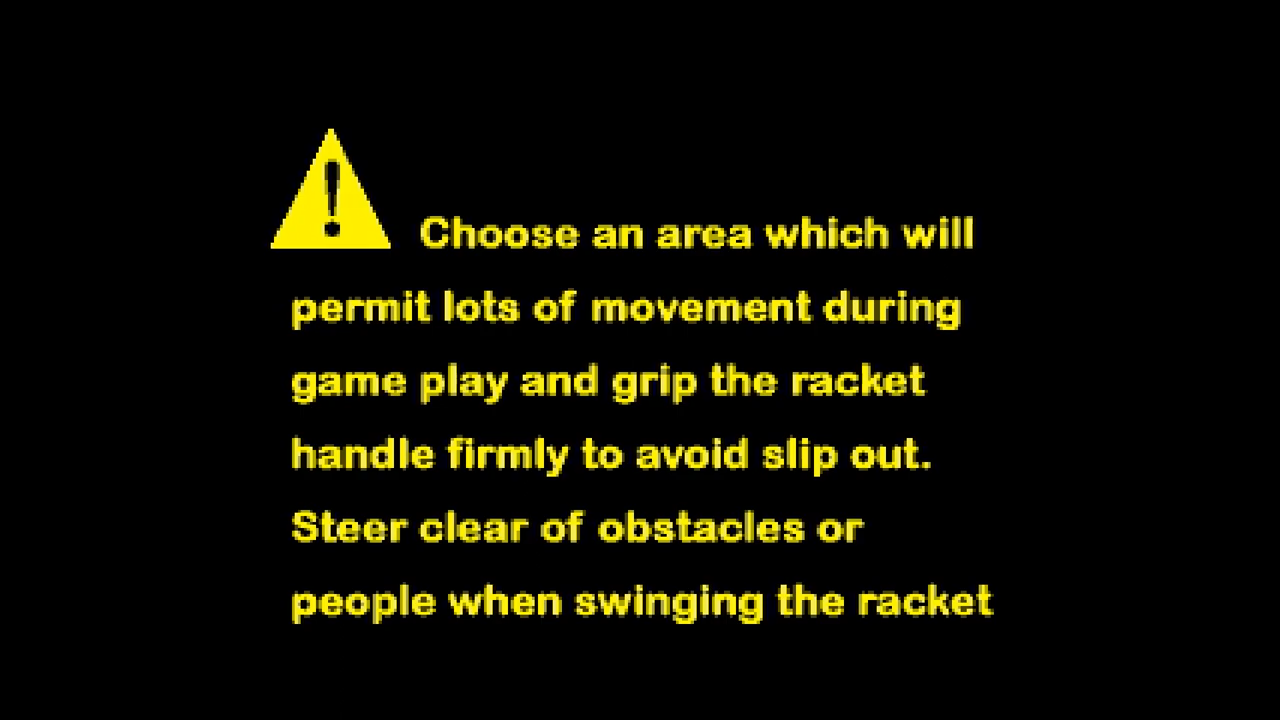 Choose an area which will
permit lots of movement during
game play and grip the racket
handle firmly to avoid slip out.
Steer clear of obstacles or
people when swinging the racket